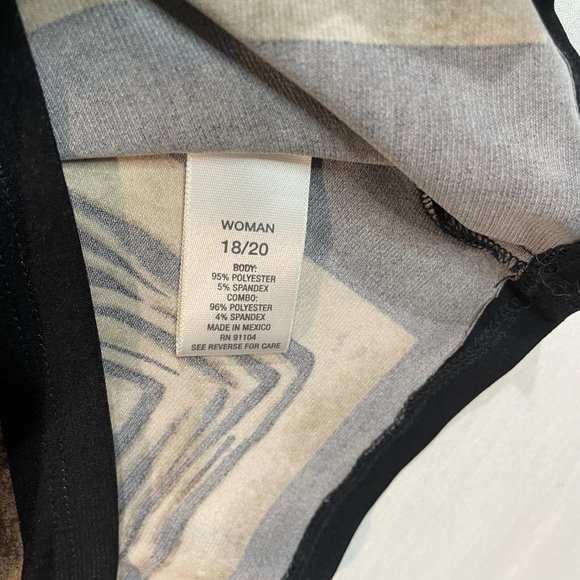 WOMAN
18/20
BODY:
95% POLYESTER
5% SPANDEX
COMBO:
96% POLYESTER
4% SPANDEX
MADE IN MEXICO
RN 91104
SEE REVERSE FOR CARE